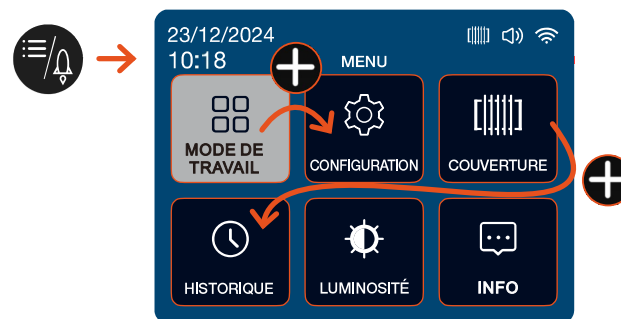 23/12/2024
10:18
MENU
MODE DE
TRAVAIL
CONFIGURATION
COUVERTURE
HISTORIQUE
LUMINOSITÉ
INFO